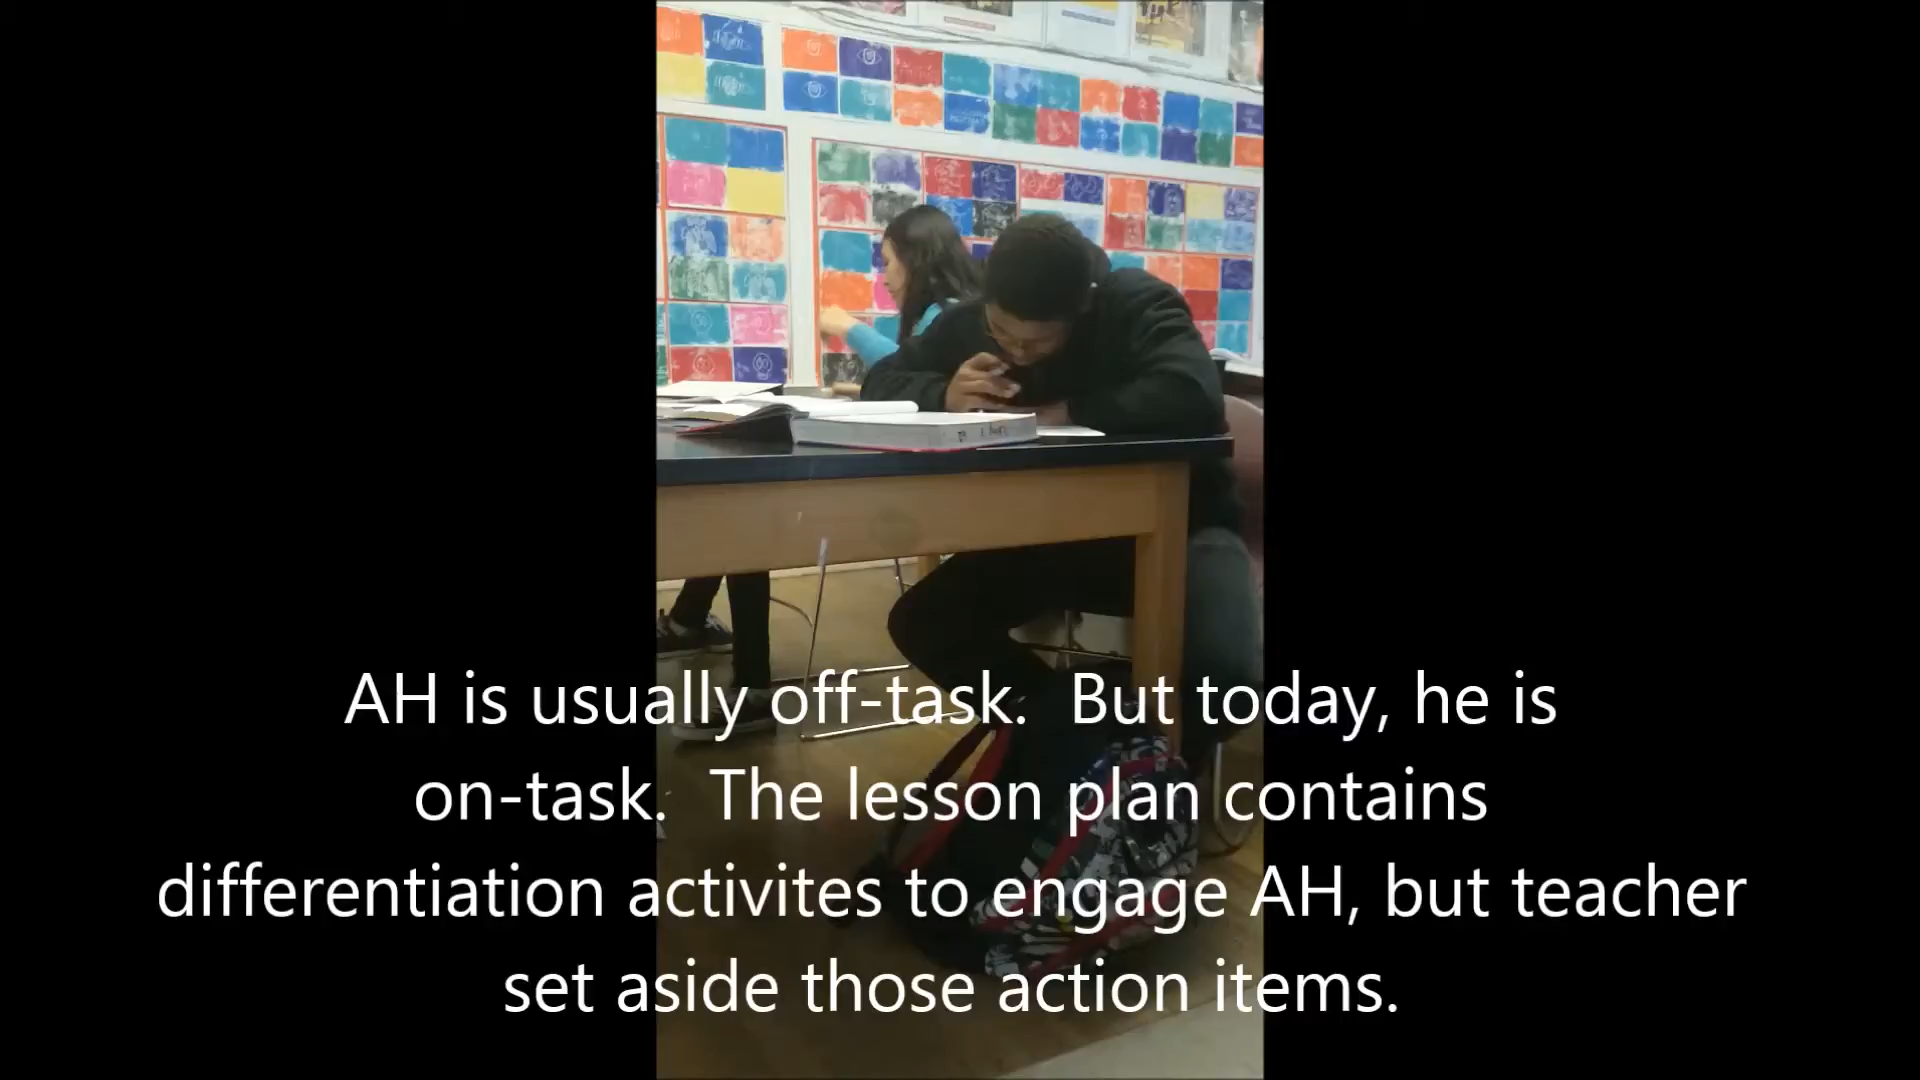 AH is usually off-task.  But today, he is
on-task.  The lesson plan contains
differentiation activites to engage AH, but teacher
set aside those action items.